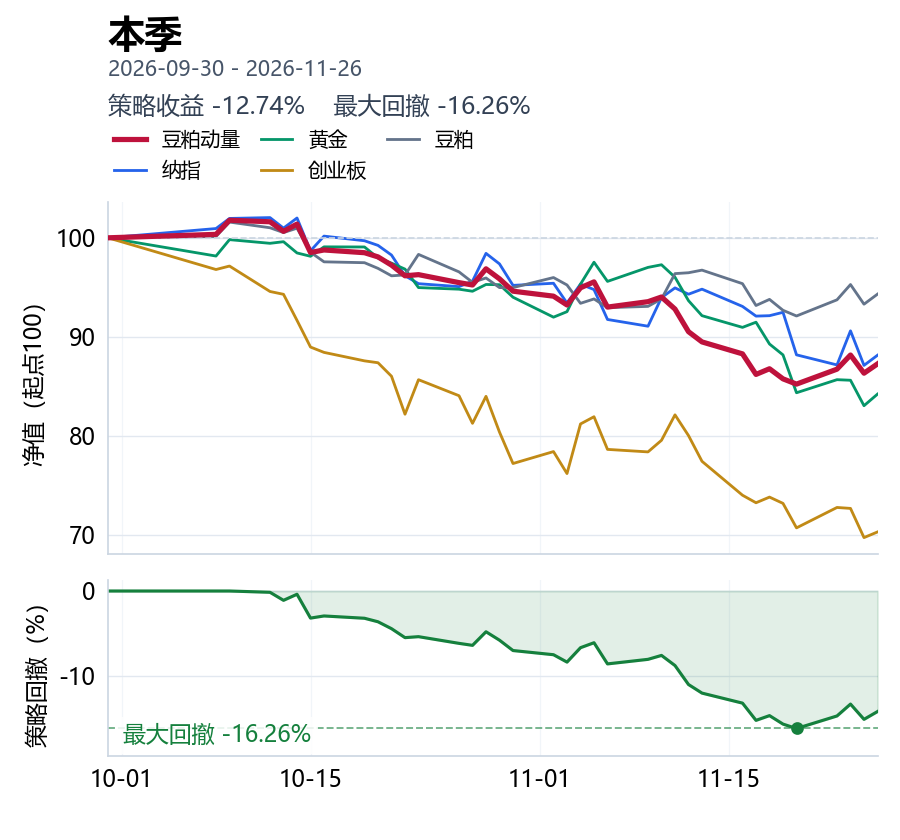 本季
2026-09-30 - 2026-11-26
策略收益 -12.74% 最大回撤 -16.26%
豆粕动量 黄金 豆粕
纳指 创业板
净值（起点100）
100
90
80
70
策略回撤（%）
0
-10
最大回撤 -16.26%
10-01 10-15 11-01 11-15